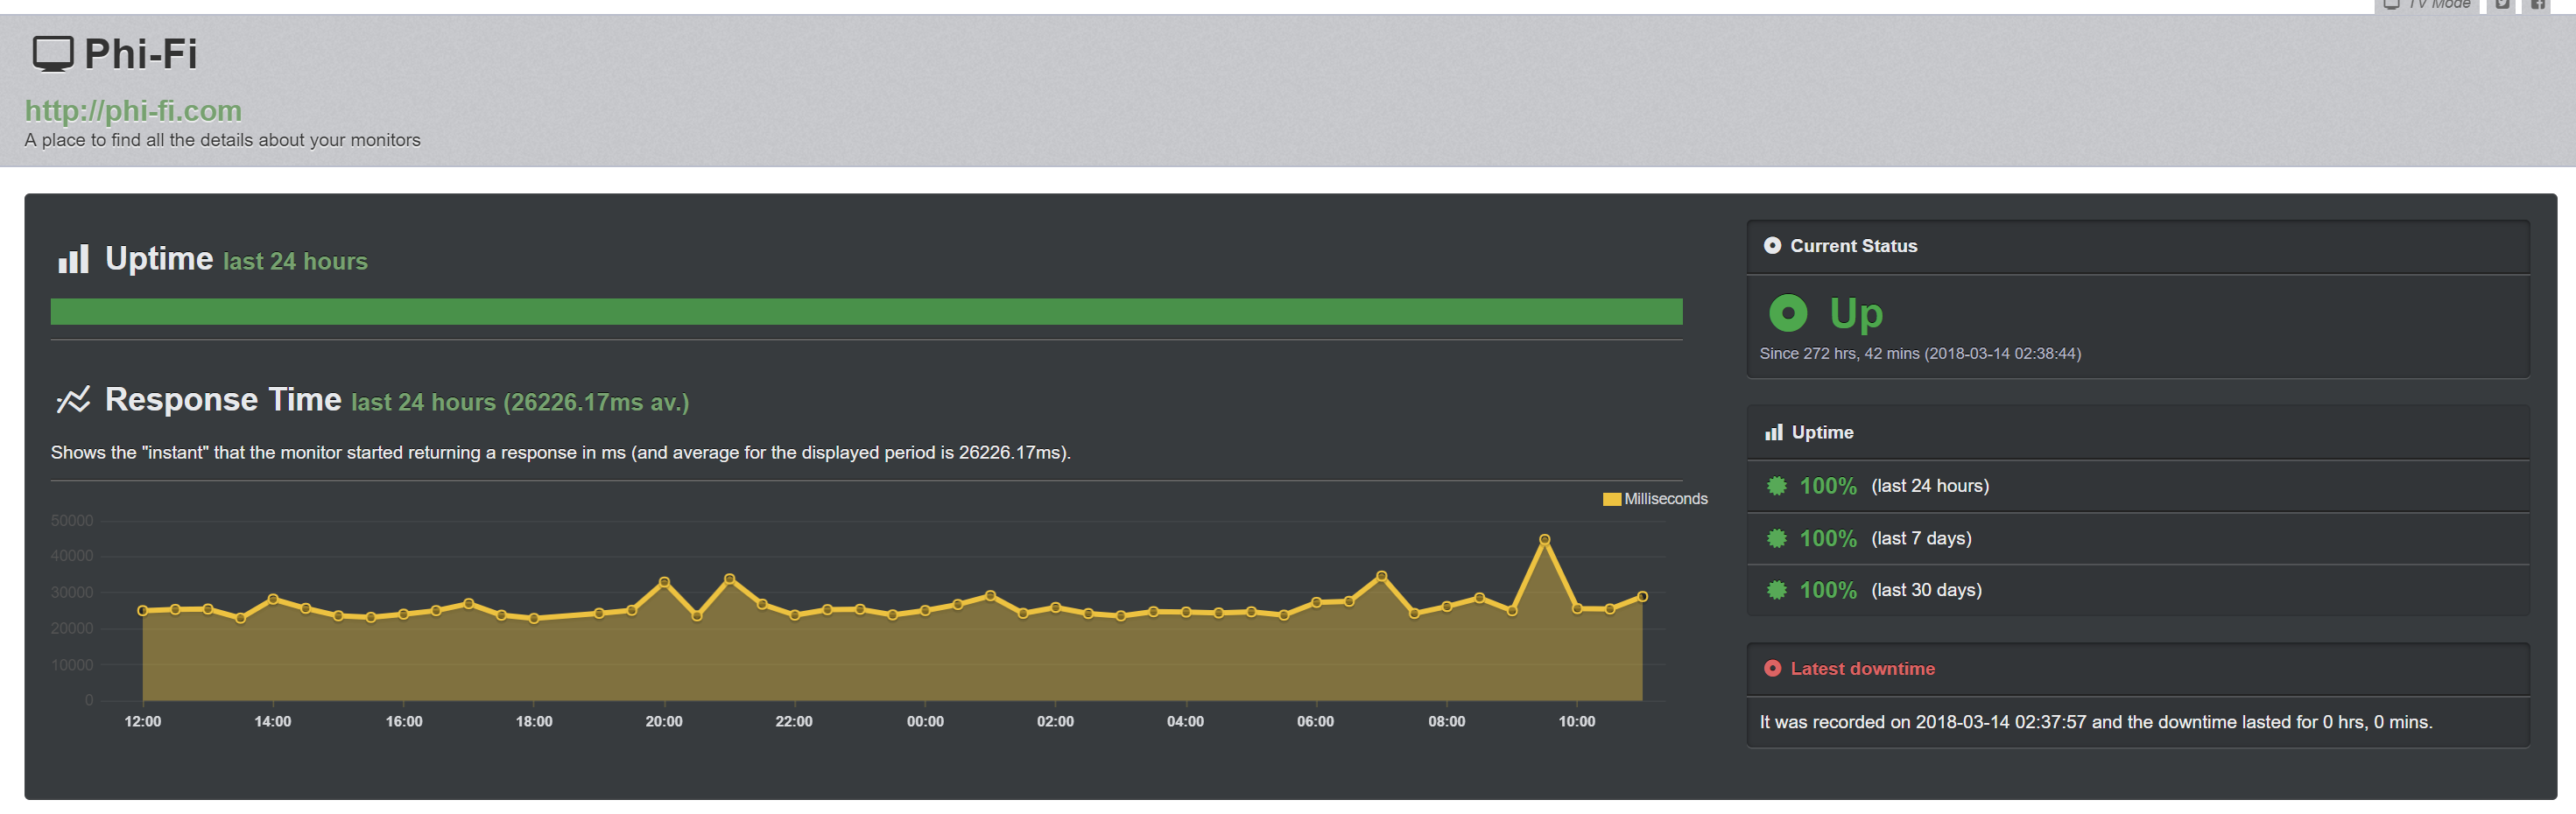 TV Mode
Phi-Fi
http://phi-fi.com
A place to find all the details about your monitors
Uptime last 24 hours
Response Time last 24 hours (26226.17ms av.)
Shows the "instant" that the monitor started returning a response in ms (and average for the displayed period is 26226.17ms).
Milliseconds
50000
40000
30000
20000
10000
0
12:00 14:00 16:00 18:00 20:00 22:00 00:00 02:00 04:00 06:00 08:00 10:00
Current Status
Up
Since 272 hrs, 42 mins (2018-03-14 02:38:44)
Uptime
100% (last 24 hours)
100% (last 7 days)
100% (last 30 days)
Latest downtime
It was recorded on 2018-03-14 02:37:57 and the downtime lasted for 0 hrs, 0 mins.